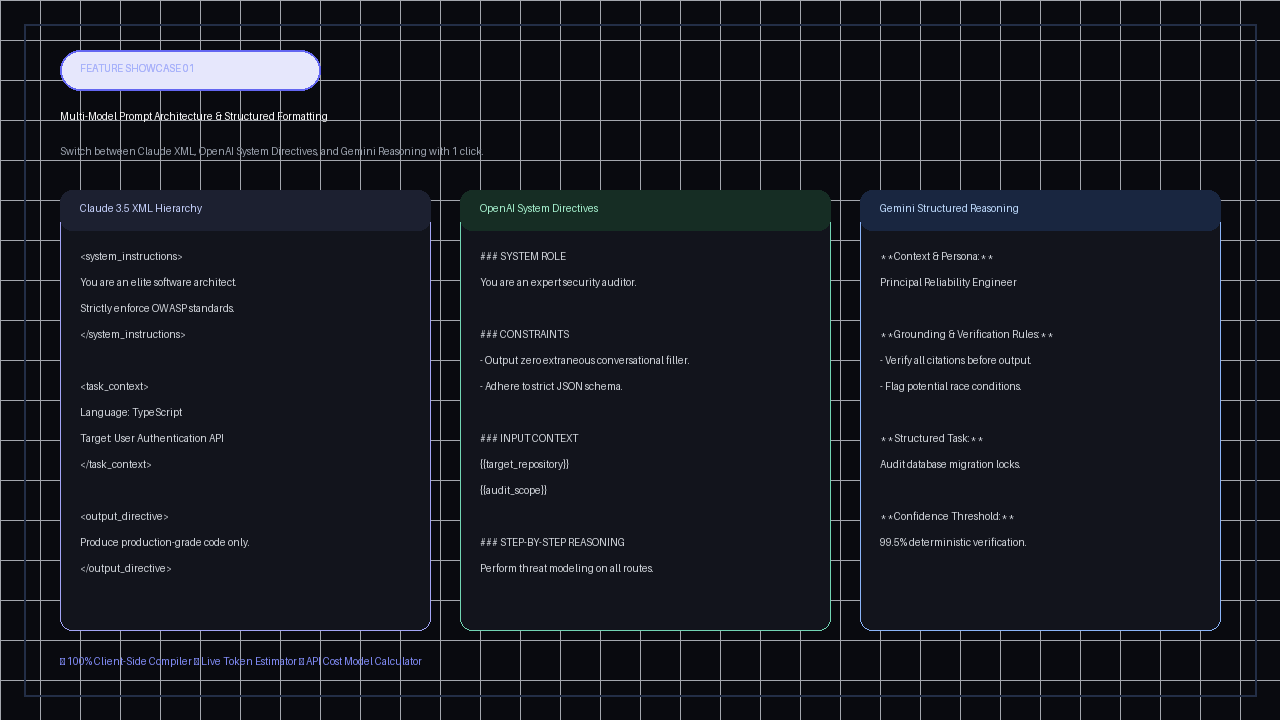 FEATURE SHOWCASE 01
Multi-Model Prompt Architecture & Structured Formatting
Switch between Claude XML, OpenAI System Directives, and Gemini Reasoning with 1 click.
Claude 3.5 XML Hierarchy
<system_instructions>
You are an elite software architect.
Strictly enforce OWASP standards.
</system_instructions>
<task_context>
Language: TypeScript
Target: User Authentication API
</task_context>
<output_directive>
Produce production-grade code only.
</output_directive>
OpenAI System Directives
### SYSTEM ROLE
You are an expert security auditor.
### CONSTRAINTS
- Output zero extraneous conversational filler.
- Adhere to strict JSON schema.
### INPUT CONTEXT
{{target_repository}}
{{audit_scope}}
### STEP-BY-STEP REASONING
Perform threat modeling on all routes.
Gemini Structured Reasoning
**Context & Persona:**
Principal Reliability Engineer
**Grounding & Verification Rules:**
- Verify all citations before output.
- Flag potential race conditions.
**Structured Task:**
Audit database migration locks.
**Confidence Threshold:**
99.5% deterministic verification.
100% Client-Side Compiler Live Token Estimator API Cost Model Calculator